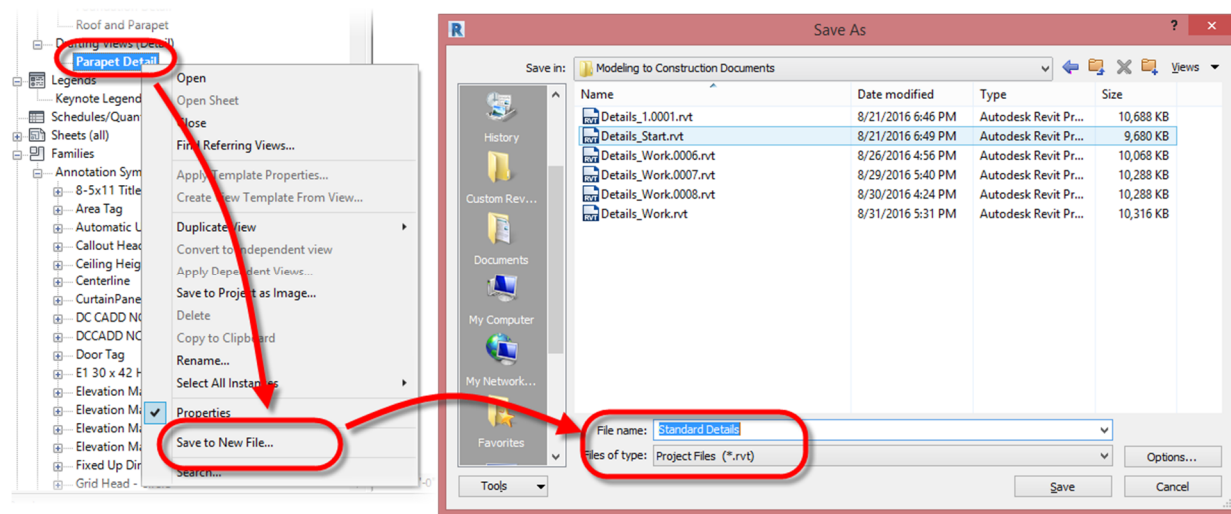 Roof and Parapet
Drafting Views (Detail)
Parapet Detail
Legends
Keynote Legend
Schedules/Quan
Sheets (all)
Families
Annotation Sym
8-5x11 Title
Area Tag
Automatic U
Callout Head
Ceiling Heig
Centerline
CurtainPane
DC CADD NO
DCCADD NO
Door Tag
E1 30 x 42 H
Elevation Ma
Elevation Ma
Elevation Ma
Elevation Ma
Fixed Up Dir
Grid Head -
Open
Open Sheet
Close
Find Referring Views...
Apply Template Properties...
Create View Template From View...
Duplicate View
Convert to independent view
Apply Dependent Views...
Save to Project as Image...
Delete
Copy to Clipboard
Rename...
Select All Instances
Properties
Save to New File...
Search...
Save As
Save in: Modeling to Construction Documents Views
History
Custom Rev...
Documents
My Computer
My Network...
Favorites
Name Date modified Type Size
Details_1.0001.rvt 8/21/2016 6:46 PM Autodesk Revit Pr... 10,688 KB
Details_Start.rvt 8/21/2016 6:49 PM Autodesk Revit Pr... 9,680 KB
Details_Work.0006.rvt 8/26/2016 4:56 PM Autodesk Revit Pr... 10,068 KB
Details_Work.0007.rvt 8/29/2016 5:40 PM Autodesk Revit Pr... 10,288 KB
Details_Work.0008.rvt 8/30/2016 4:24 PM Autodesk Revit Pr... 10,288 KB
Details_Work.rvt 8/31/2016 5:31 PM Autodesk Revit Pr... 10,316 KB
File name: Standard Details
Files of type: Project Files (*.rvt)
Options...
Tools
Save
Cancel